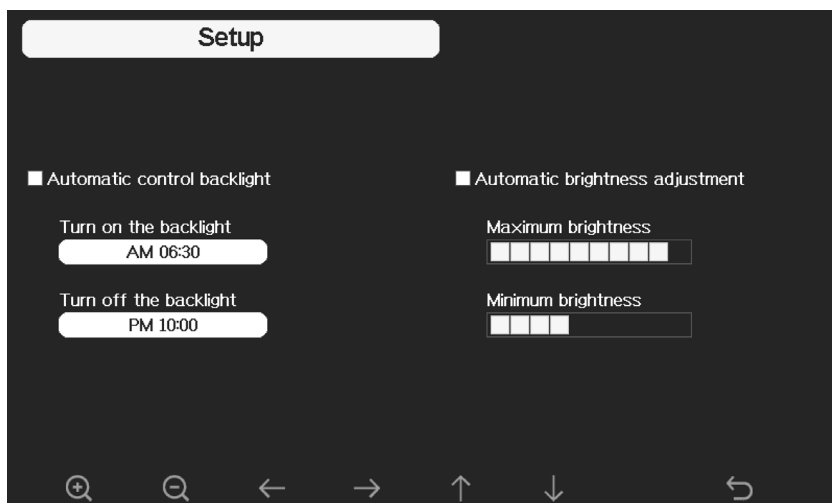 Setup
Automatic control backlight
Turn on the backlight
AM 06:30
Turn off the backlight
PM 10:00
Automatic brightness adjustment
Maximum brightness
Minimum brightness